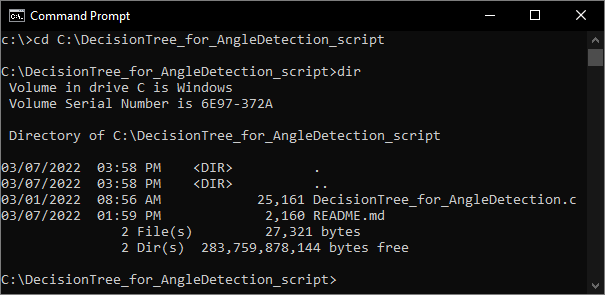 Command Prompt
c:\>cd C:\DecisionTree_for_AngleDetection_script
C:\DecisionTree_for_AngleDetection_script>dir
Volume in drive C is Windows
Volume Serial Number is 6E97-372A
Directory of C:\DecisionTree_for_AngleDetection_script
03/07/2022  03:58 PM    <DIR>          .
03/07/2022  03:58 PM    <DIR>          ..
03/01/2022  08:56 AM            25,161 DecisionTree_for_AngleDetection.c
03/07/2022  01:59 PM             2,160 README.md
2 File(s)         27,321 bytes
2 Dir(s)  283,759,878,144 bytes free
C:\DecisionTree_for_AngleDetection_script>